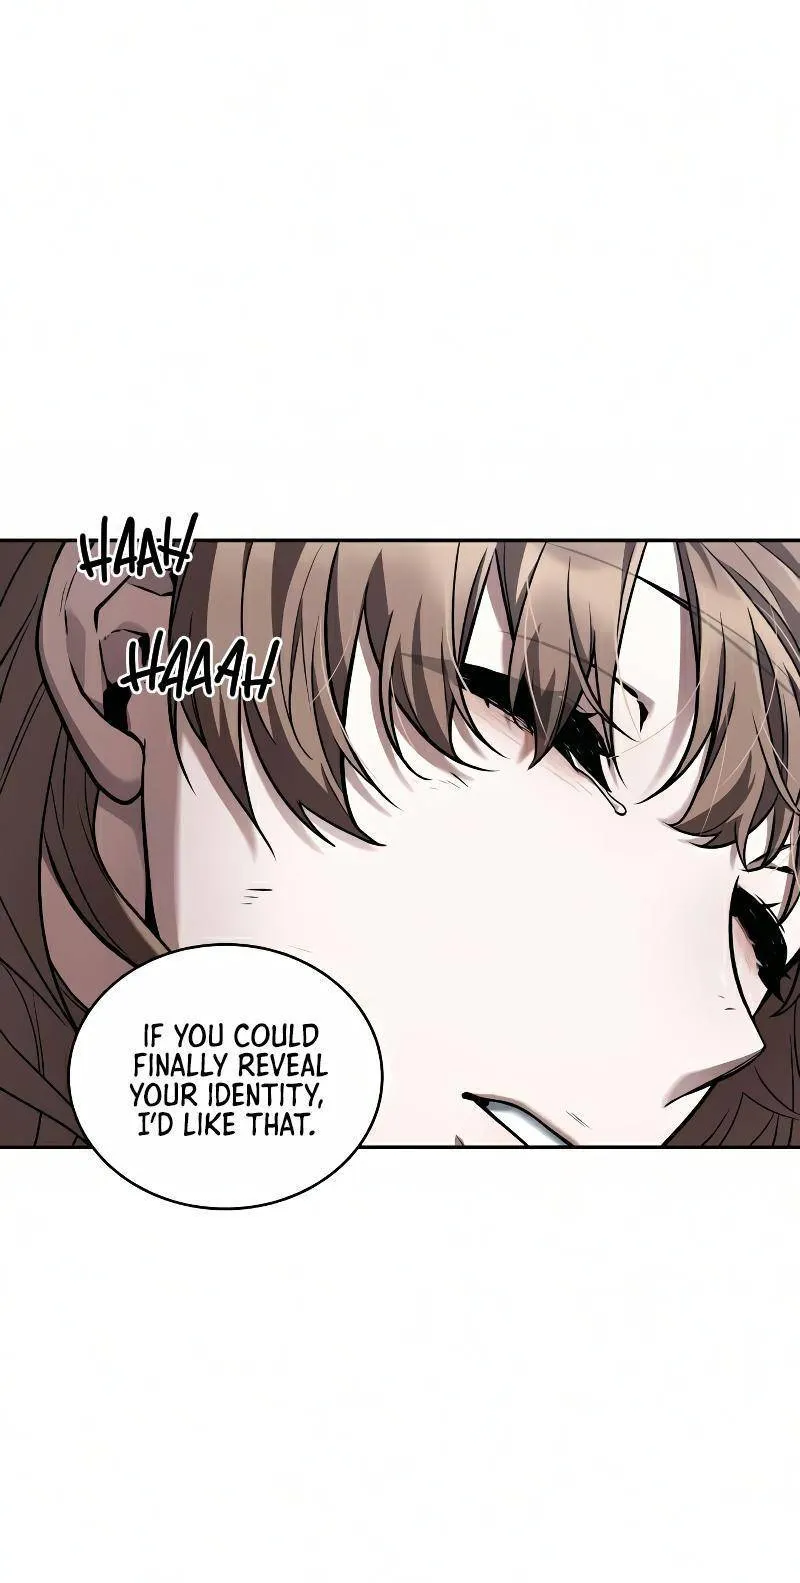 HAAH
HAAAH
IF YOU COULD
FINALLY REVEAL
YOUR IDENTITY,
I'D LIKE THAT.